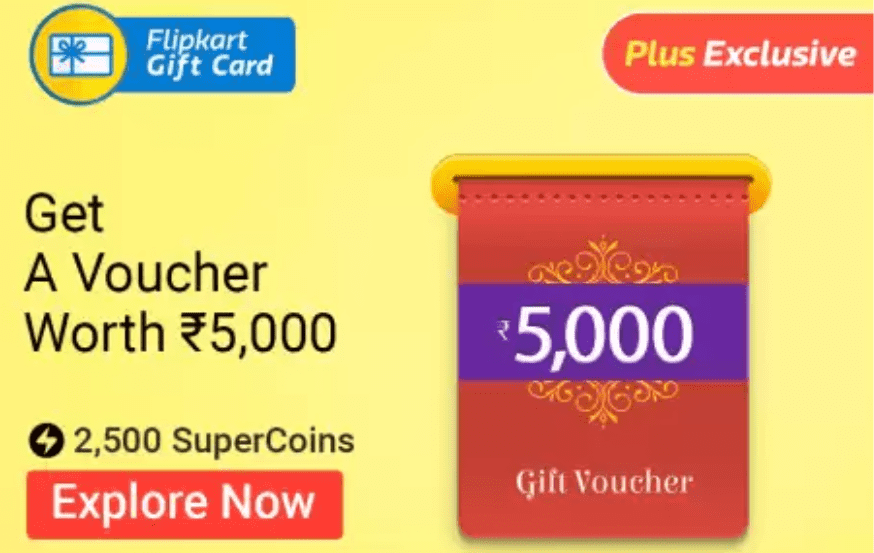 Flipkart
Gift Card
Plus Exclusive
Get
A Voucher
Worth ₹5,000
2,500 SuperCoins
Explore Now
₹5,000
Gift Voucher